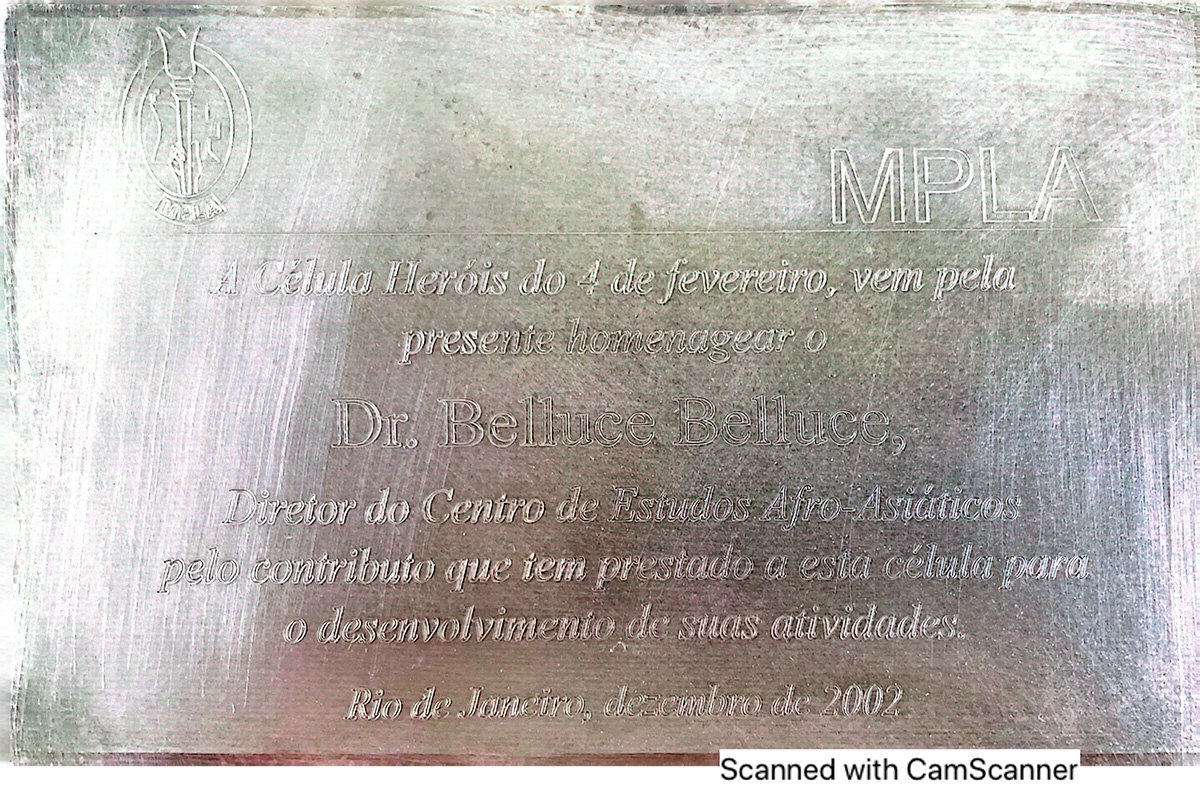 MPLA
MPLA
A Célula Heróis do 4 de fevereiro, vem pela
presente homenagear o
Dr. Belluce Belluce,
Diretor do Centro de Estudos Afro-Asiáticos
pelo contributo que tem prestado a esta célula para
o desenvolvimento de suas atividades.
Rio de Janeiro, dezembro de 2002
Scanned with CamScanner